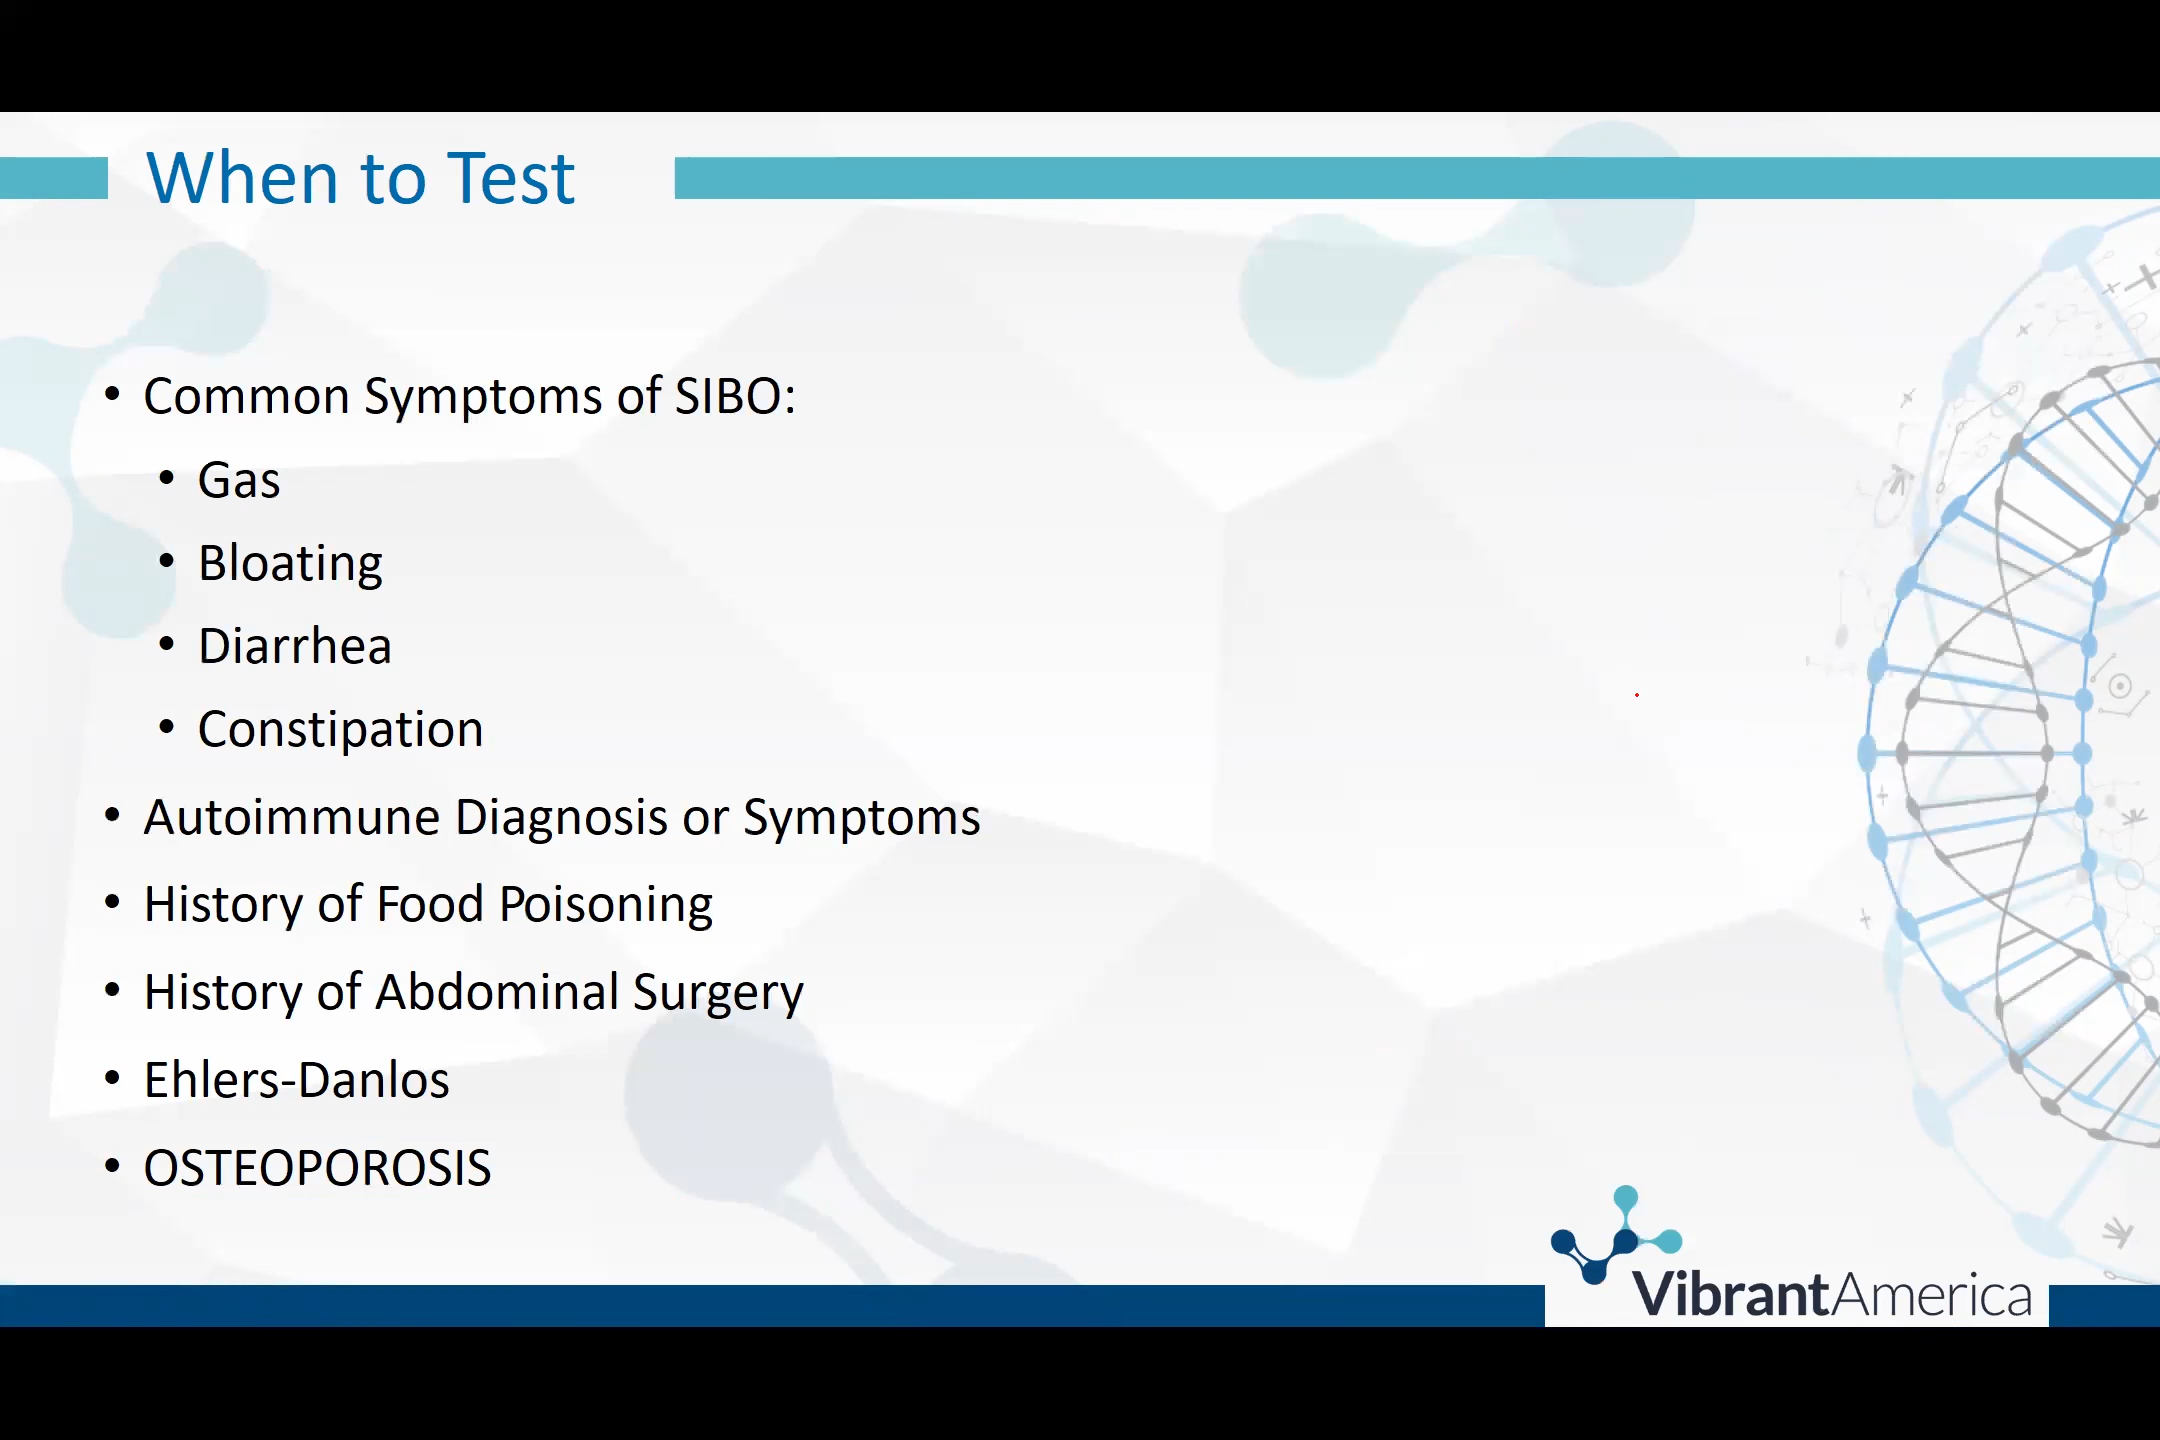 When to Test
• Common Symptoms of SIBO:
• Gas
• Bloating
• Diarrhea
• Constipation
• Autoimmune Diagnosis or Symptoms
• History of Food Poisoning
• History of Abdominal Surgery
• Ehlers-Danlos
• OSTEOPOROSIS
VibrantAmerica